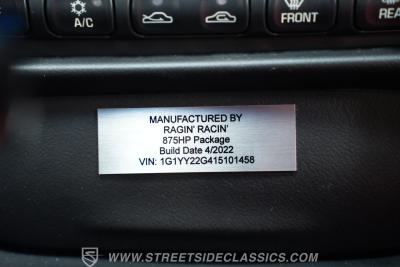 A/C
FRONT
REA
MANUFACTURED BY
RAGIN' RACIN'
875HP Package
Build Date 4/2022
VIN: 1G1YY22G415101458
WWW.STREETSIDECLASSICS.COM